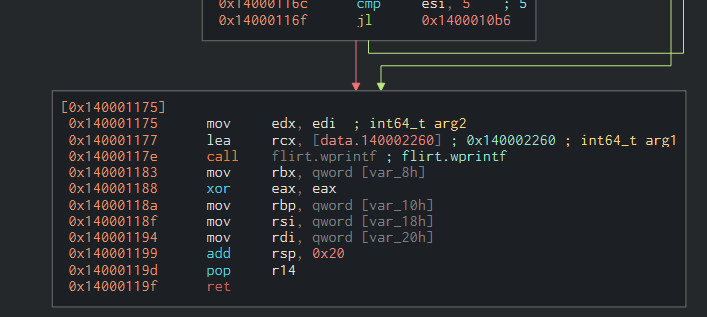 0x14000116c cmp esi, 5 ; 5
0x14000116f jl 0x1400010b6
[0x140001175]
0x140001175 mov edx, edi ; int64_t arg2
0x140001177 lea rcx, [data.140002260] ; 0x140002260 ; int64_t arg1
0x14000117e call flirt.wprintf ; flirt.wprintf
0x140001183 mov rbx, qword [var_8h]
0x140001188 xor eax, eax
0x14000118a mov rbp, qword [var_10h]
0x14000118f mov rsi, qword [var_18h]
0x140001194 mov rdi, qword [var_20h]
0x140001199 add rsp, 0x20
0x14000119d pop r14
0x14000119f ret